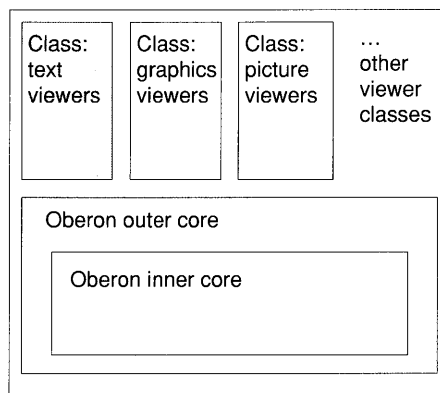 Class:
text
viewers
Class:
graphics
viewers
Class:
picture
viewers
...
other
viewer
classes
Oberon outer core
Oberon inner core